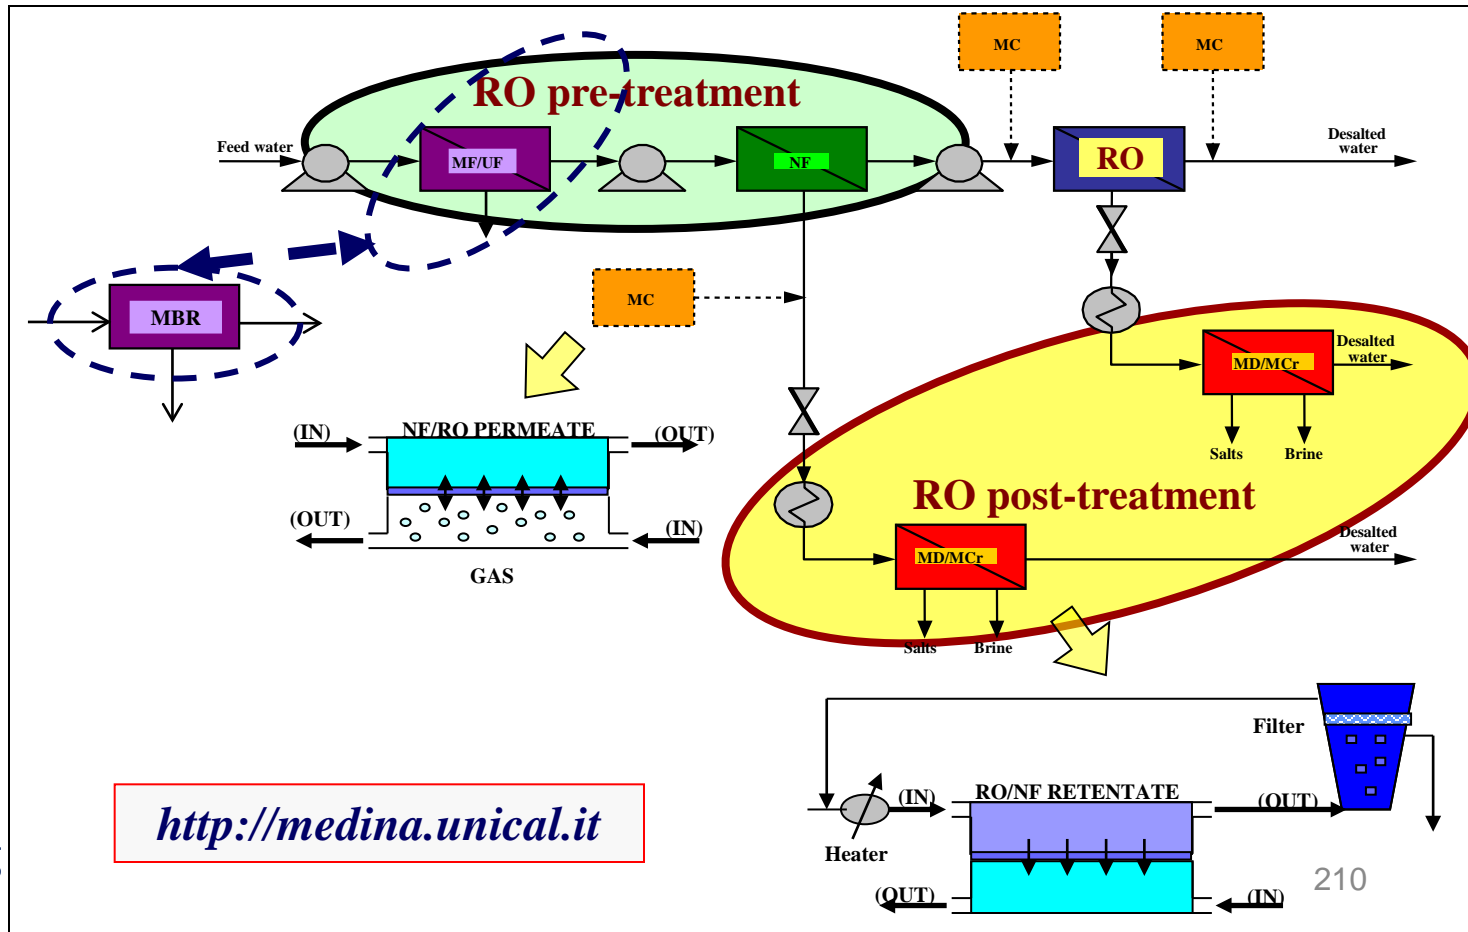 MC
MC
RO pre-treatment
Feed water
MF/UF
NF
RO
Desalted
water
MBR
MC
MD/MCr
Desalted
water
Salts
Brine
(IN)
NF/RO PERMEATE
(OUT)
(OUT)
(IN)
GAS
RO post-treatment
MD/MCr
Desalted
water
Salts
Brine
Filter
http://medina.unical.it
(IN)
RO/NF RETENTATE
(OUT)
Heater
(OUT)
(IN)
210